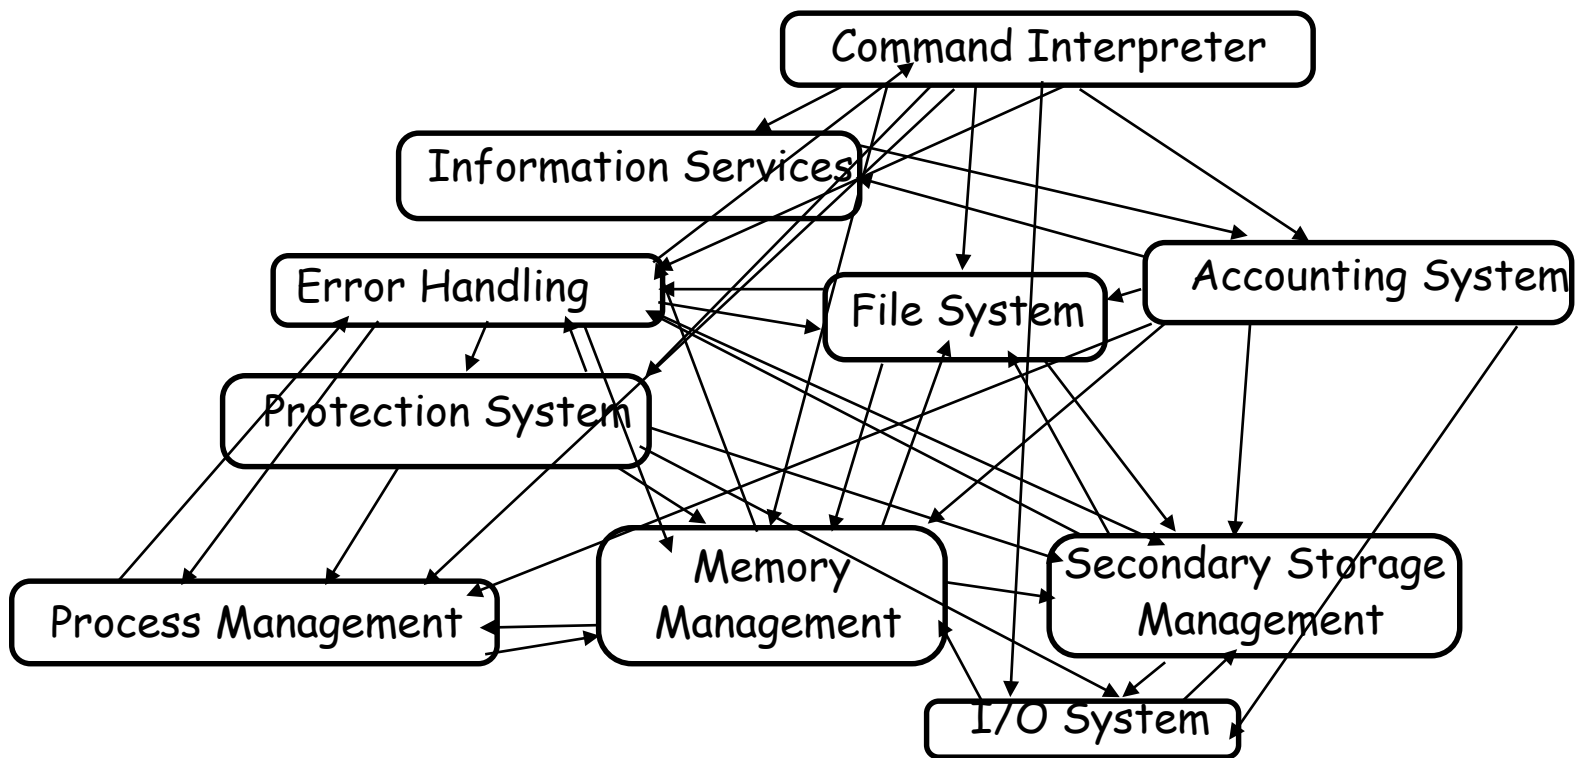 Command Interpreter
Information Services
Error Handling
Accounting System
File System
Protection System
Memory
Management
Secondary Storage
Management
Process Management
I/O System